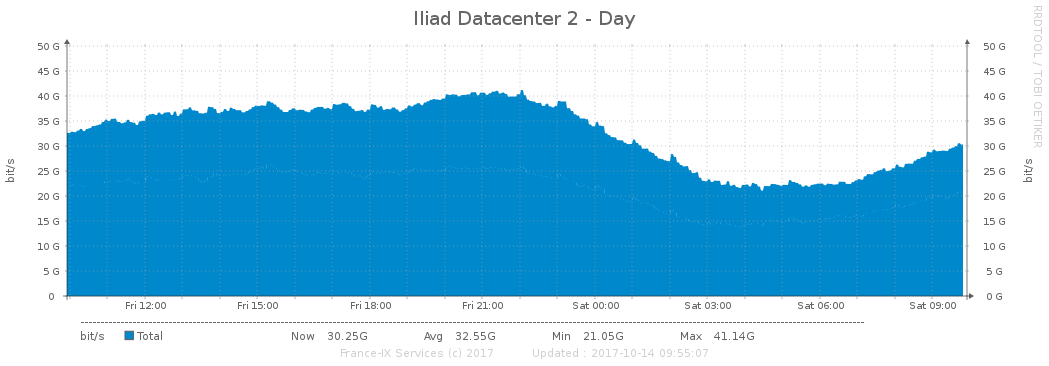 Iliad Datacenter 2 - Day
RRDTOOL / TOBI OETIKER
50 G 50 G
45 G 45 G
40 G 40 G
35 G 35 G
30 G 30 G
25 G 25 G
20 G 20 G
15 G 15 G
10 G 10 G
5 G 5 G
0 0 G
bit/s
bit/s
Fri 12:00 Fri 15:00 Fri 18:00 Fri 21:00 Sat 00:00 Sat 03:00 Sat 06:00 Sat 09:00
bit/s Total Now 30.25G Avg 32.55G Min 21.05G Max 41.14G
France-IX Services (c) 2017 Updated : 2017-10-14 09:55:07